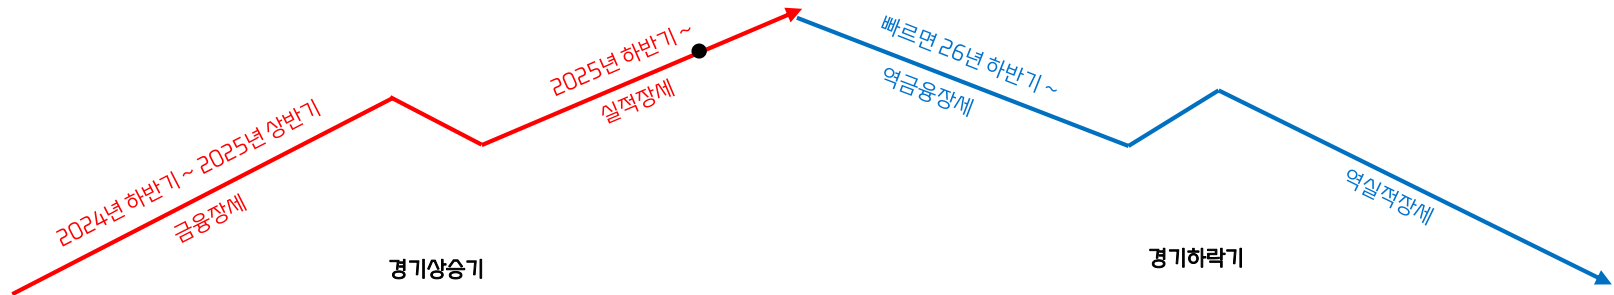 2024년 하반기 ~ 2025년 상반기
금융장세
2025년 하반기 ~
실적장세
경기상승기
빠르면 26년 하반기 ~
역금융장세
역실적장세
경기하락기